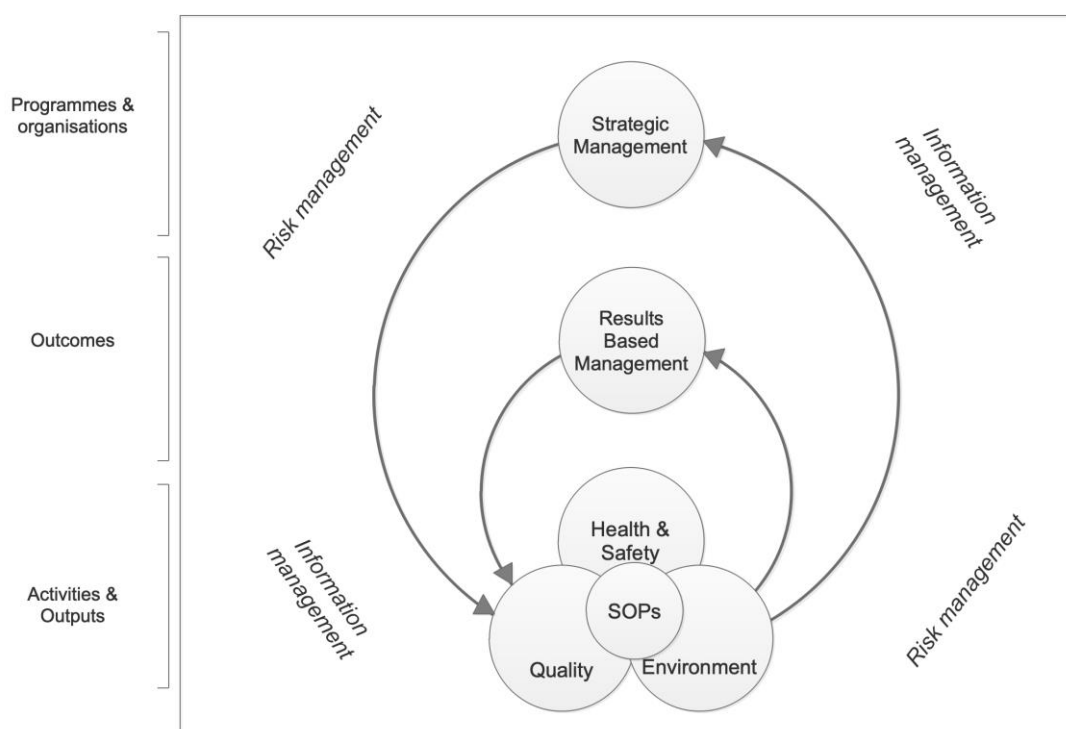 Programmes &
organisations
Outcomes
Activities &
Outputs
Risk management
Information
management
Strategic
Management
Results
Based
Management
Health &
Safety
SOPs
Quality
Environment
Information
management
Risk management